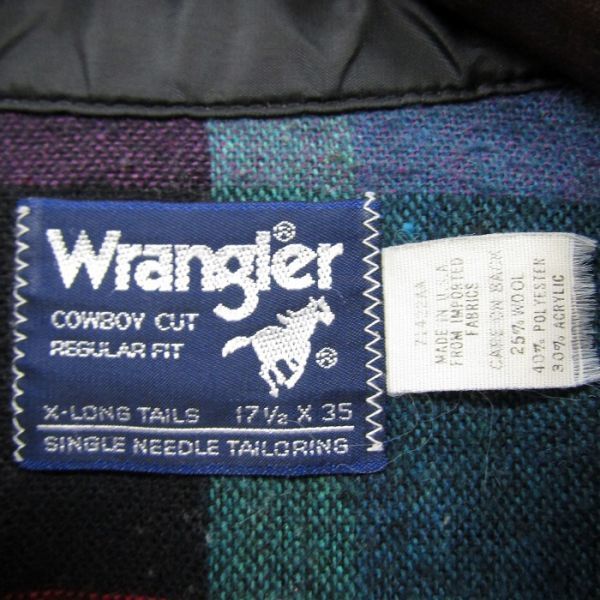 Wrangler®
COWBOY CUT
REGULAR FIT
®
X-LONG TAILS 17 1/2 X 35
SINGLE NEEDLE TAILORING
MADE IN U.S.A
FROM IMPORTED
FABRICS
CARE ON BACK
25% WOOL
40% POLYESTER
30% ACRYLIC